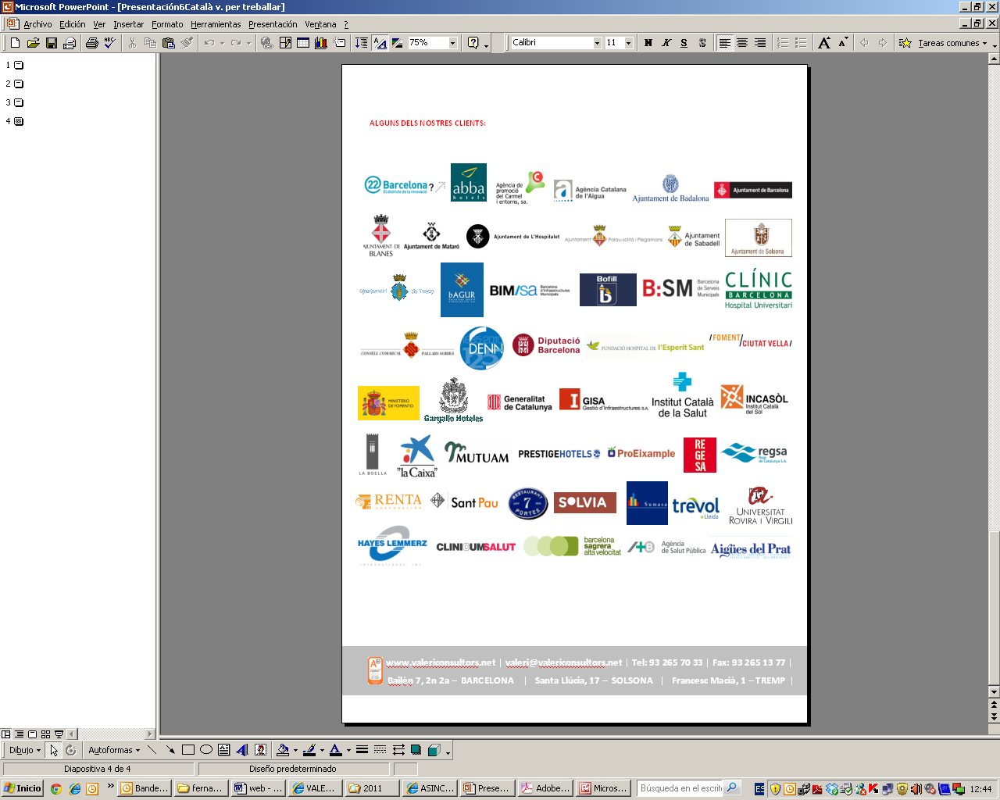 Microsoft PowerPoint - [Presentación6Català v. per treballar]
Archivo Edición Ver Insertar Formato Herramientas Presentación Ventana ?
75% Calibri 11 N K S S Tareas comunes
1
2
3
4
ALGUNS DELS NOSTRES CLIENTS:
22 Barcelona ?
El districte de la innovació
abba
hotels
Agència de
promoció
del Carmel
i entorns, sa.
Agència Catalana
de l'Aigua
Ajuntament de Badalona
Ajuntament de Barcelona
AJUNTAMENT DE
BLANES
Ajuntament de Mataró
Ajuntament de L'Hospitalet
Ajuntament Palau-solità i Plegamans
Ajuntament
de Sabadell
Ajuntament de Solsona
bAGUR
BIM/sa Barcelona
d'Infraestructures
Municipals
Bofill
B:SM Barcelona
de Serveis
Municipals
CLÍNIC
BARCELONA
Hospital Universitari
CONSELL COMARCAL PALLARS SOBIRÀ
DENN
125
Diputació
Barcelona
FUNDACIÓ HOSPITAL DE l'Esperit Sant
/FOMENT/
CIUTAT VELLA/
MINISTERIO
DE FOMENTO
Gargallo Hoteles
Generalitat
de Catalunya
GISA
Gestió d'Infraestructures S.A.
Institut Català
de la Salut
INCASÒL
Institut Català
del Sòl
LA BOELLA
"la Caixa"
MUTUAM
PRESTIGEHOTELS
ProEixample
RE
GE
SA
regsa
Regs
de Catalunya S.A.
RENTA
CORPORACIÓN
SANT PAU
RESTAURANT
7
PORTES
SOLVIA
Sumasa
trèvol
Lleida
UNIVERSITAT
ROVIRA I VIRGILI
HAYES LEMMERZ
INTERNATIONAL, INC.
CLINICUMSALUT
barcelona
sagrera
alta velocitat
Agència
de Salut Pública
Aigües del Prat
www.valericonsultors.net | valeri@valericonsultors.net | Tel: 93 265 70 33 | Fax: 93 265 13 77 |
Bailèn 7, 2n 2a – BARCELONA | Santa Llúcia, 17 – SOLSONA | Francesc Macià, 1 – TREMP |
Dibujo Autoformas
Diapositiva 4 de 4 Diseño predeterminado
Inicio Bande... ferna... web - ... VALE... 2011 ASINC... Prese... Adobe... Micros... Búsqueda en el escrito ES 12:44